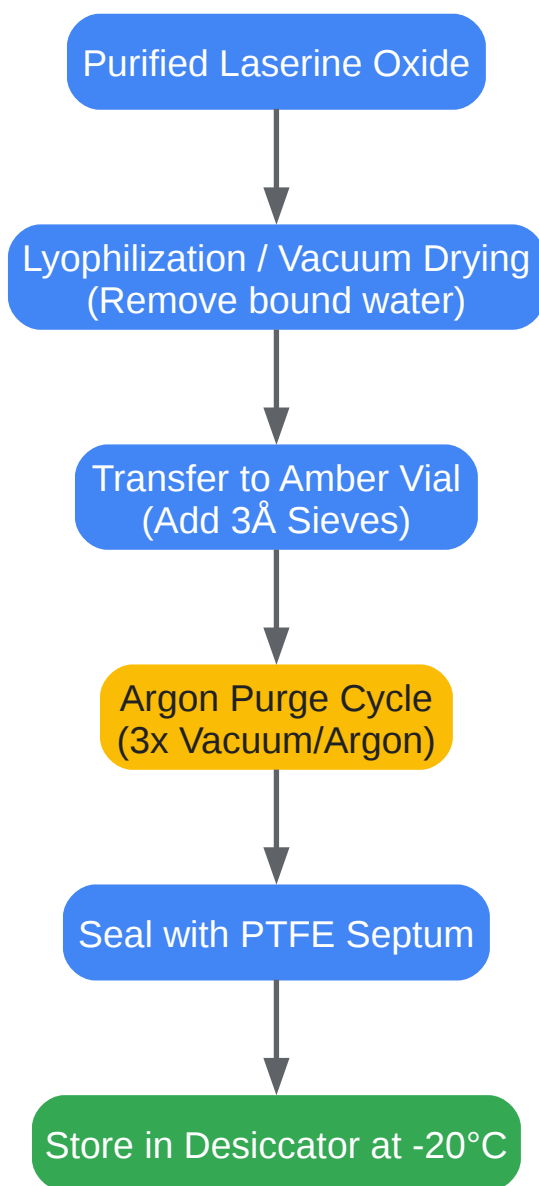 Purified Laserine Oxide
Lyophilization / Vacuum Drying
(Remove bound water)
Transfer to Amber Vial
(Add 3Å Sieves)
Argon Purge Cycle
(3x Vacuum/Argon)
Seal with PTFE Septum
Store in Desiccator at -20°C